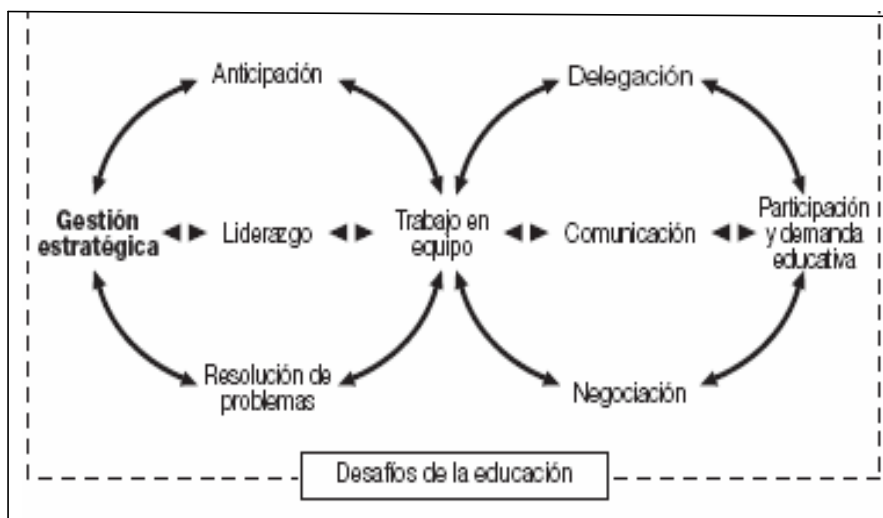 Anticipación
Delegación
Gestión
estratégica
Liderazgo
Trabajo en
equipo
Comunicación
Participación
y demanda
educativa
Resolución de
problemas
Negociación
Desafíos de la educación